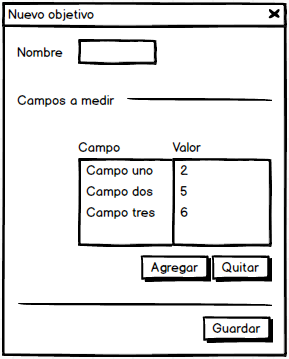 Nuevo objetivo
Nombre
Campos a medir
Campo Valor
Campo uno 2
Campo dos 5
Campo tres 6
Agregar Quitar
Guardar